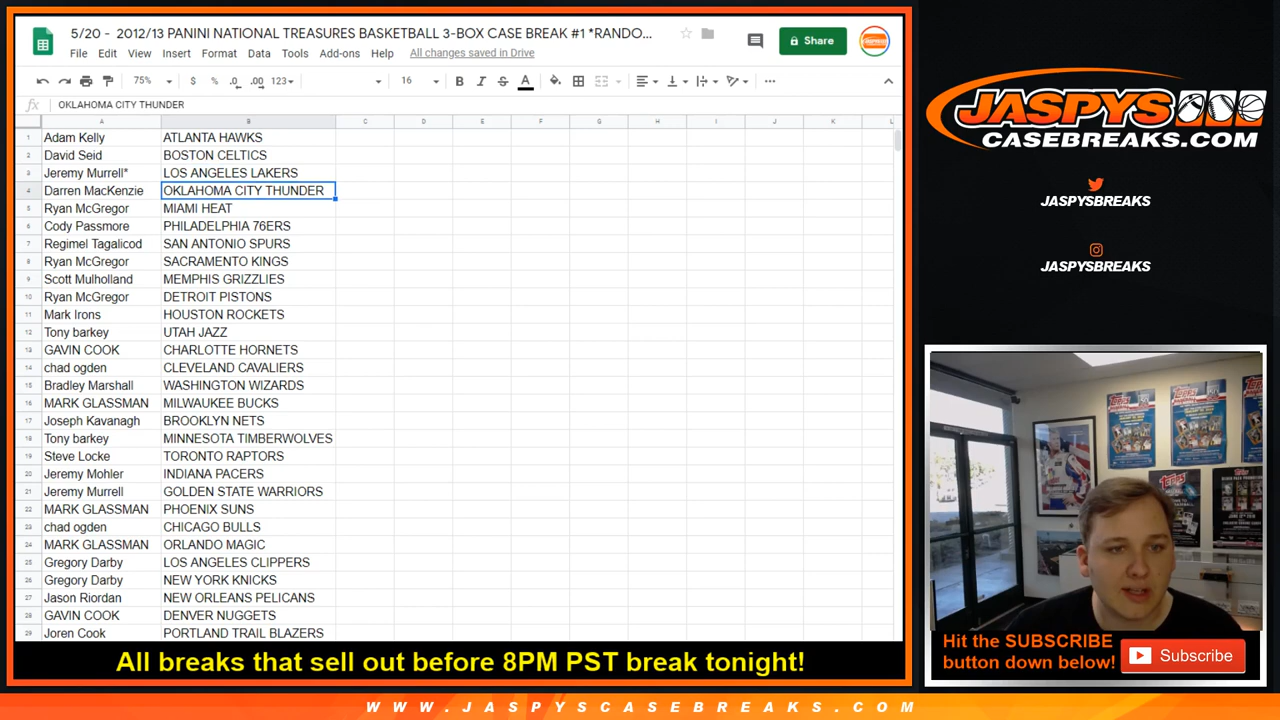 5/20 - 2012/13 PANINI NATIONAL TREASURES BASKETBALL 3-BOX CASE BREAK #1 *RANDO...
File Edit View Insert Format Data Tools Add-ons Help All changes saved in Drive
Share
75% $ % .0 .00 123 16 B I S A
fx OKLAHOMA CITY THUNDER
A B C D E F G H I J K L
1 Adam Kelly ATLANTA HAWKS
2 David Seid BOSTON CELTICS
3 Jeremy Murrell* LOS ANGELES LAKERS
4 Darren MacKenzie OKLAHOMA CITY THUNDER
5 Ryan McGregor MIAMI HEAT
6 Cody Passmore PHILADELPHIA 76ERS
7 Regimel Tagalicod SAN ANTONIO SPURS
8 Ryan McGregor SACRAMENTO KINGS
9 Scott Mulholland MEMPHIS GRIZZLIES
10 Ryan McGregor DETROIT PISTONS
11 Mark Irons HOUSTON ROCKETS
12 Tony barkey UTAH JAZZ
13 GAVIN COOK CHARLOTTE HORNETS
14 chad ogden CLEVELAND CAVALIERS
15 Bradley Marshall WASHINGTON WIZARDS
16 MARK GLASSMAN MILWAUKEE BUCKS
17 Joseph Kavanagh BROOKLYN NETS
18 Tony barkey MINNESOTA TIMBERWOLVES
19 Steve Locke TORONTO RAPTORS
20 Jeremy Mohler INDIANA PACERS
21 Jeremy Murrell GOLDEN STATE WARRIORS
22 MARK GLASSMAN PHOENIX SUNS
23 chad ogden CHICAGO BULLS
24 MARK GLASSMAN ORLANDO MAGIC
25 Gregory Darby LOS ANGELES CLIPPERS
26 Gregory Darby NEW YORK KNICKS
27 Jason Riordan NEW ORLEANS PELICANS
28 GAVIN COOK DENVER NUGGETS
29 Joren Cook PORTLAND TRAIL BLAZERS
All breaks that sell out before 8PM PST break tonight!
JASPYS
CASEBREAKS.COM
JASPYSBREAKS
JASPYSBREAKS
Topps
Topps
Topps
Hit the SUBSCRIBE
button down below!
Subscribe
WWW.JASPYSCASEBREAKS.COM